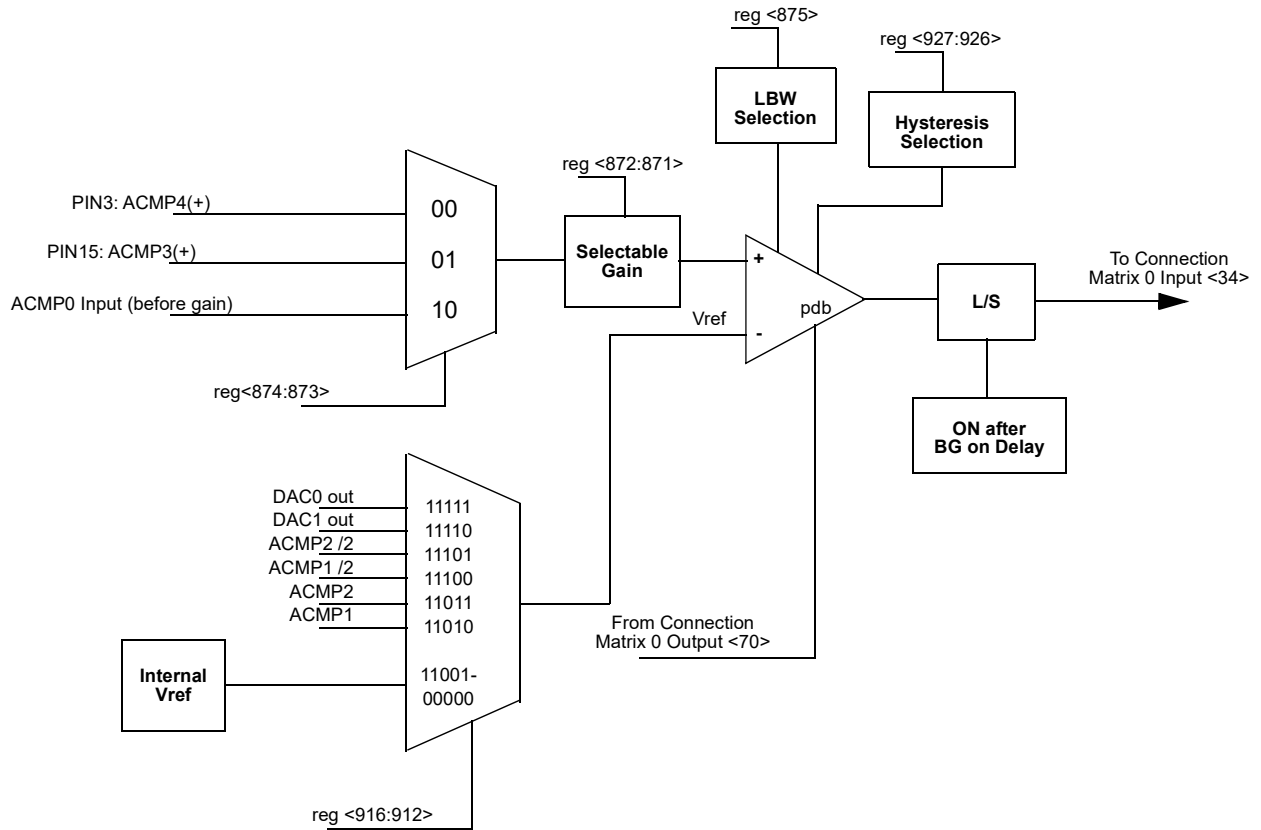 reg <875>
reg <927:926>
LBW
Selection
Hysteresis
Selection
reg <872:871>
PIN3: ACMP4(+)
00
PIN15: ACMP3(+)
01
ACMP0 Input (before gain)
10
Selectable
Gain
+
To Connection
Matrix 0 Input <34>
L/S
pdb
Vref
-
reg<874:873>
ON after
BG on Delay
DAC0 out
11111
DAC1 out
11110
ACMP2 /2
11101
ACMP1 /2
11100
ACMP2
11011
ACMP1
11010
From Connection
Matrix 0 Output <70>
Internal
Vref
11001-
00000
reg <916:912>